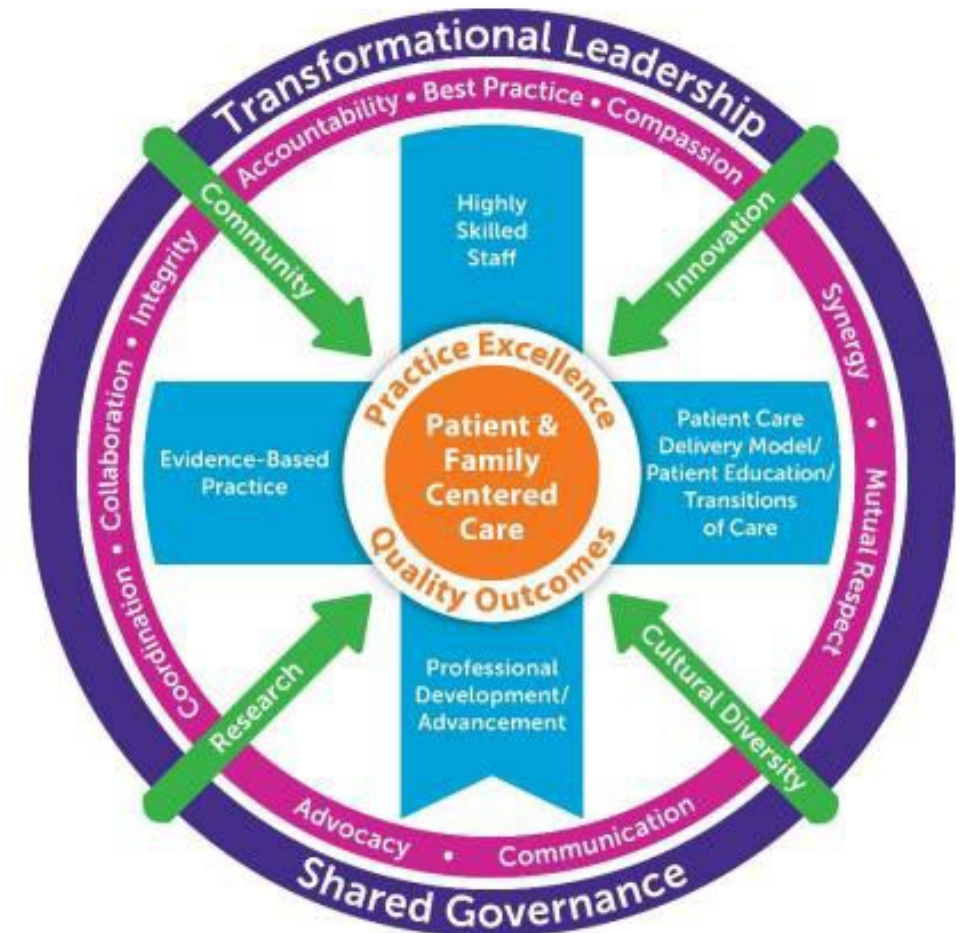 Transformational Leadership
Accountability • Best Practice • Compassion
Community
Innovation
Highly
Skilled
Staff
Integrity
Synergy
Practice Excellence
Collaboration
Evidence-Based
Practice
Patient &
Family
Centered
Care
Patient Care
Delivery Model/
Patient Education/
Transitions
of Care
Mutual Respect
Quality Outcomes
Coordination
Research
Professional
Development/
Advancement
Cultural Diversity
Advocacy • Communication
Shared Governance